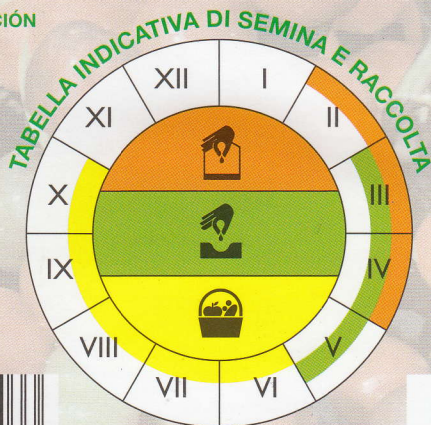 CIÓN
TABELLA INDICATIVA DI SEMINA E RACCOLTA
I
II
III
IV
V
VI
VII
VIII
IX
X
XI
XII